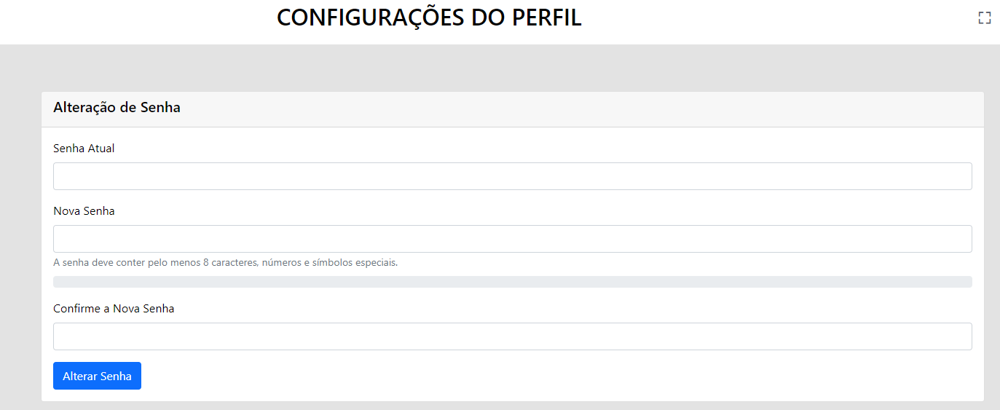 CONFIGURAÇÕES DO PERFIL
Alteração de Senha
Senha Atual
Nova Senha
A senha deve conter pelo menos 8 caracteres, números e símbolos especiais.
Confirme a Nova Senha
Alterar Senha